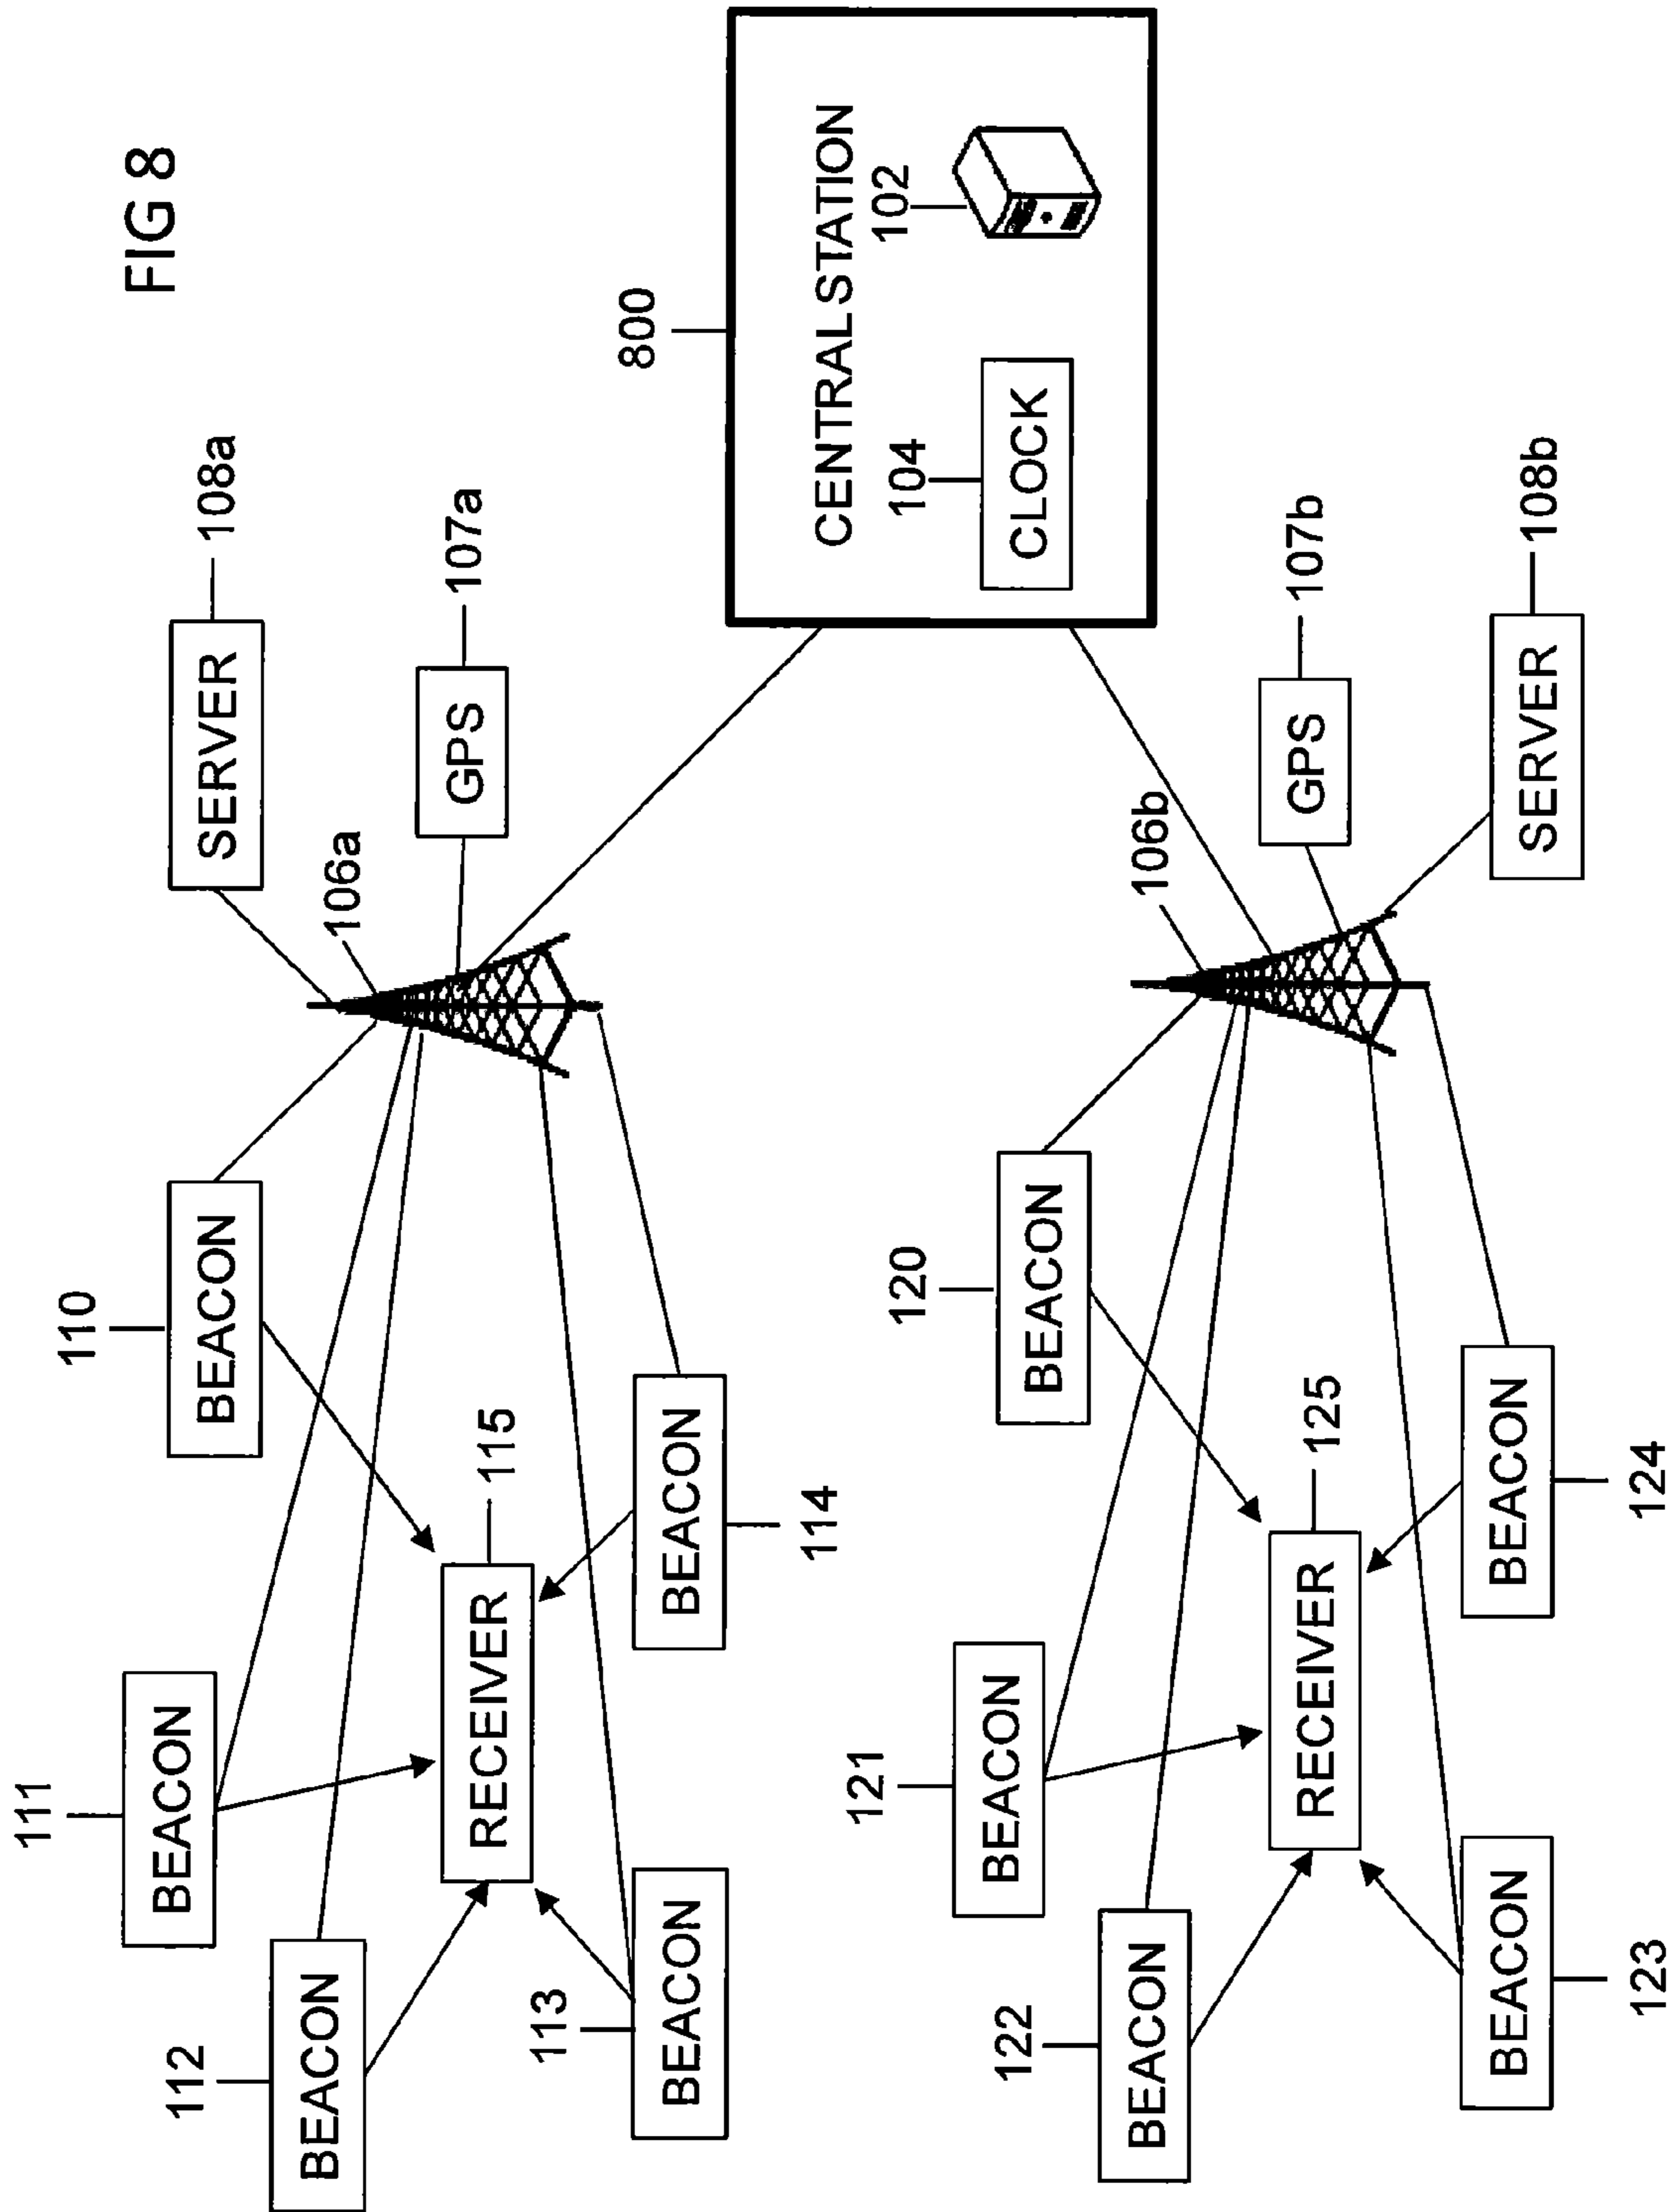 FIG 8
800
CENTRAL STATION
104
102
CLOCK
108a
SERVER
107a
GPS
106a
110
BEACON
111
BEACON
112
BEACON
115
RECEIVER
113
BEACON
114
BEACON
106b
107b
GPS
108b
SERVER
120
BEACON
121
BEACON
122
BEACON
125
RECEIVER
123
BEACON
124
BEACON